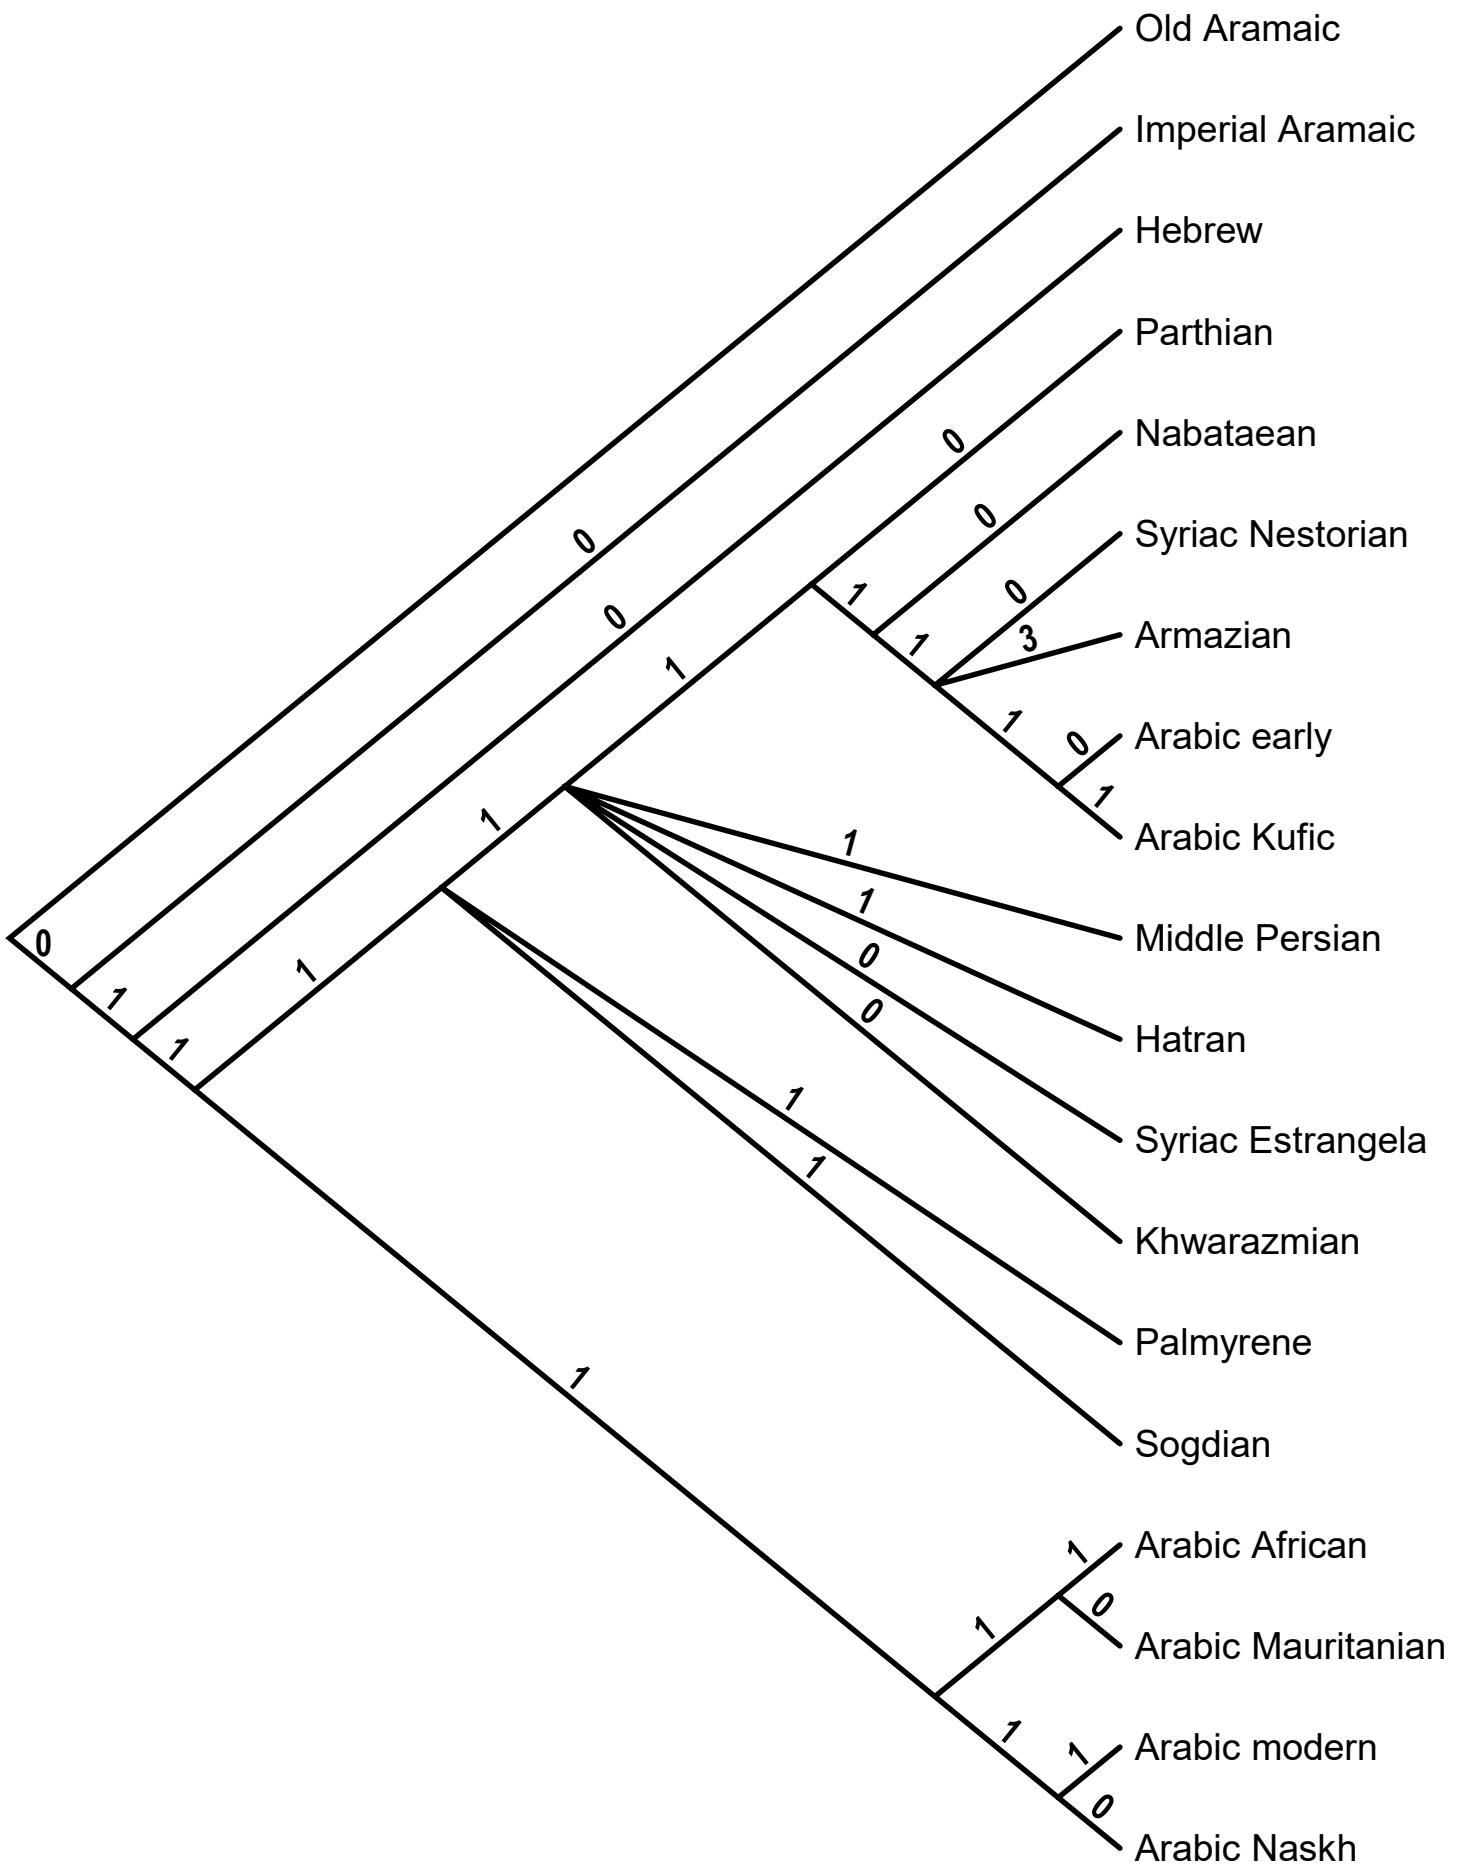 Old Aramaic
Imperial Aramaic
Hebrew
Parthian
0
Nabataean
0
Syriac Nestorian
0
0
1
Armazian
3
0
1
1
Arabic early
0
1
1
Arabic Kufic
1
1
1
Middle Persian
1
0
0
1
0
1
Hatran
1
1
Syriac Estrangela
1
Khwarazmian
Palmyrene
1
Sogdian
Arabic African
1
0
1
Arabic Mauritanian
1
Arabic modern
1
0
Arabic Naskh